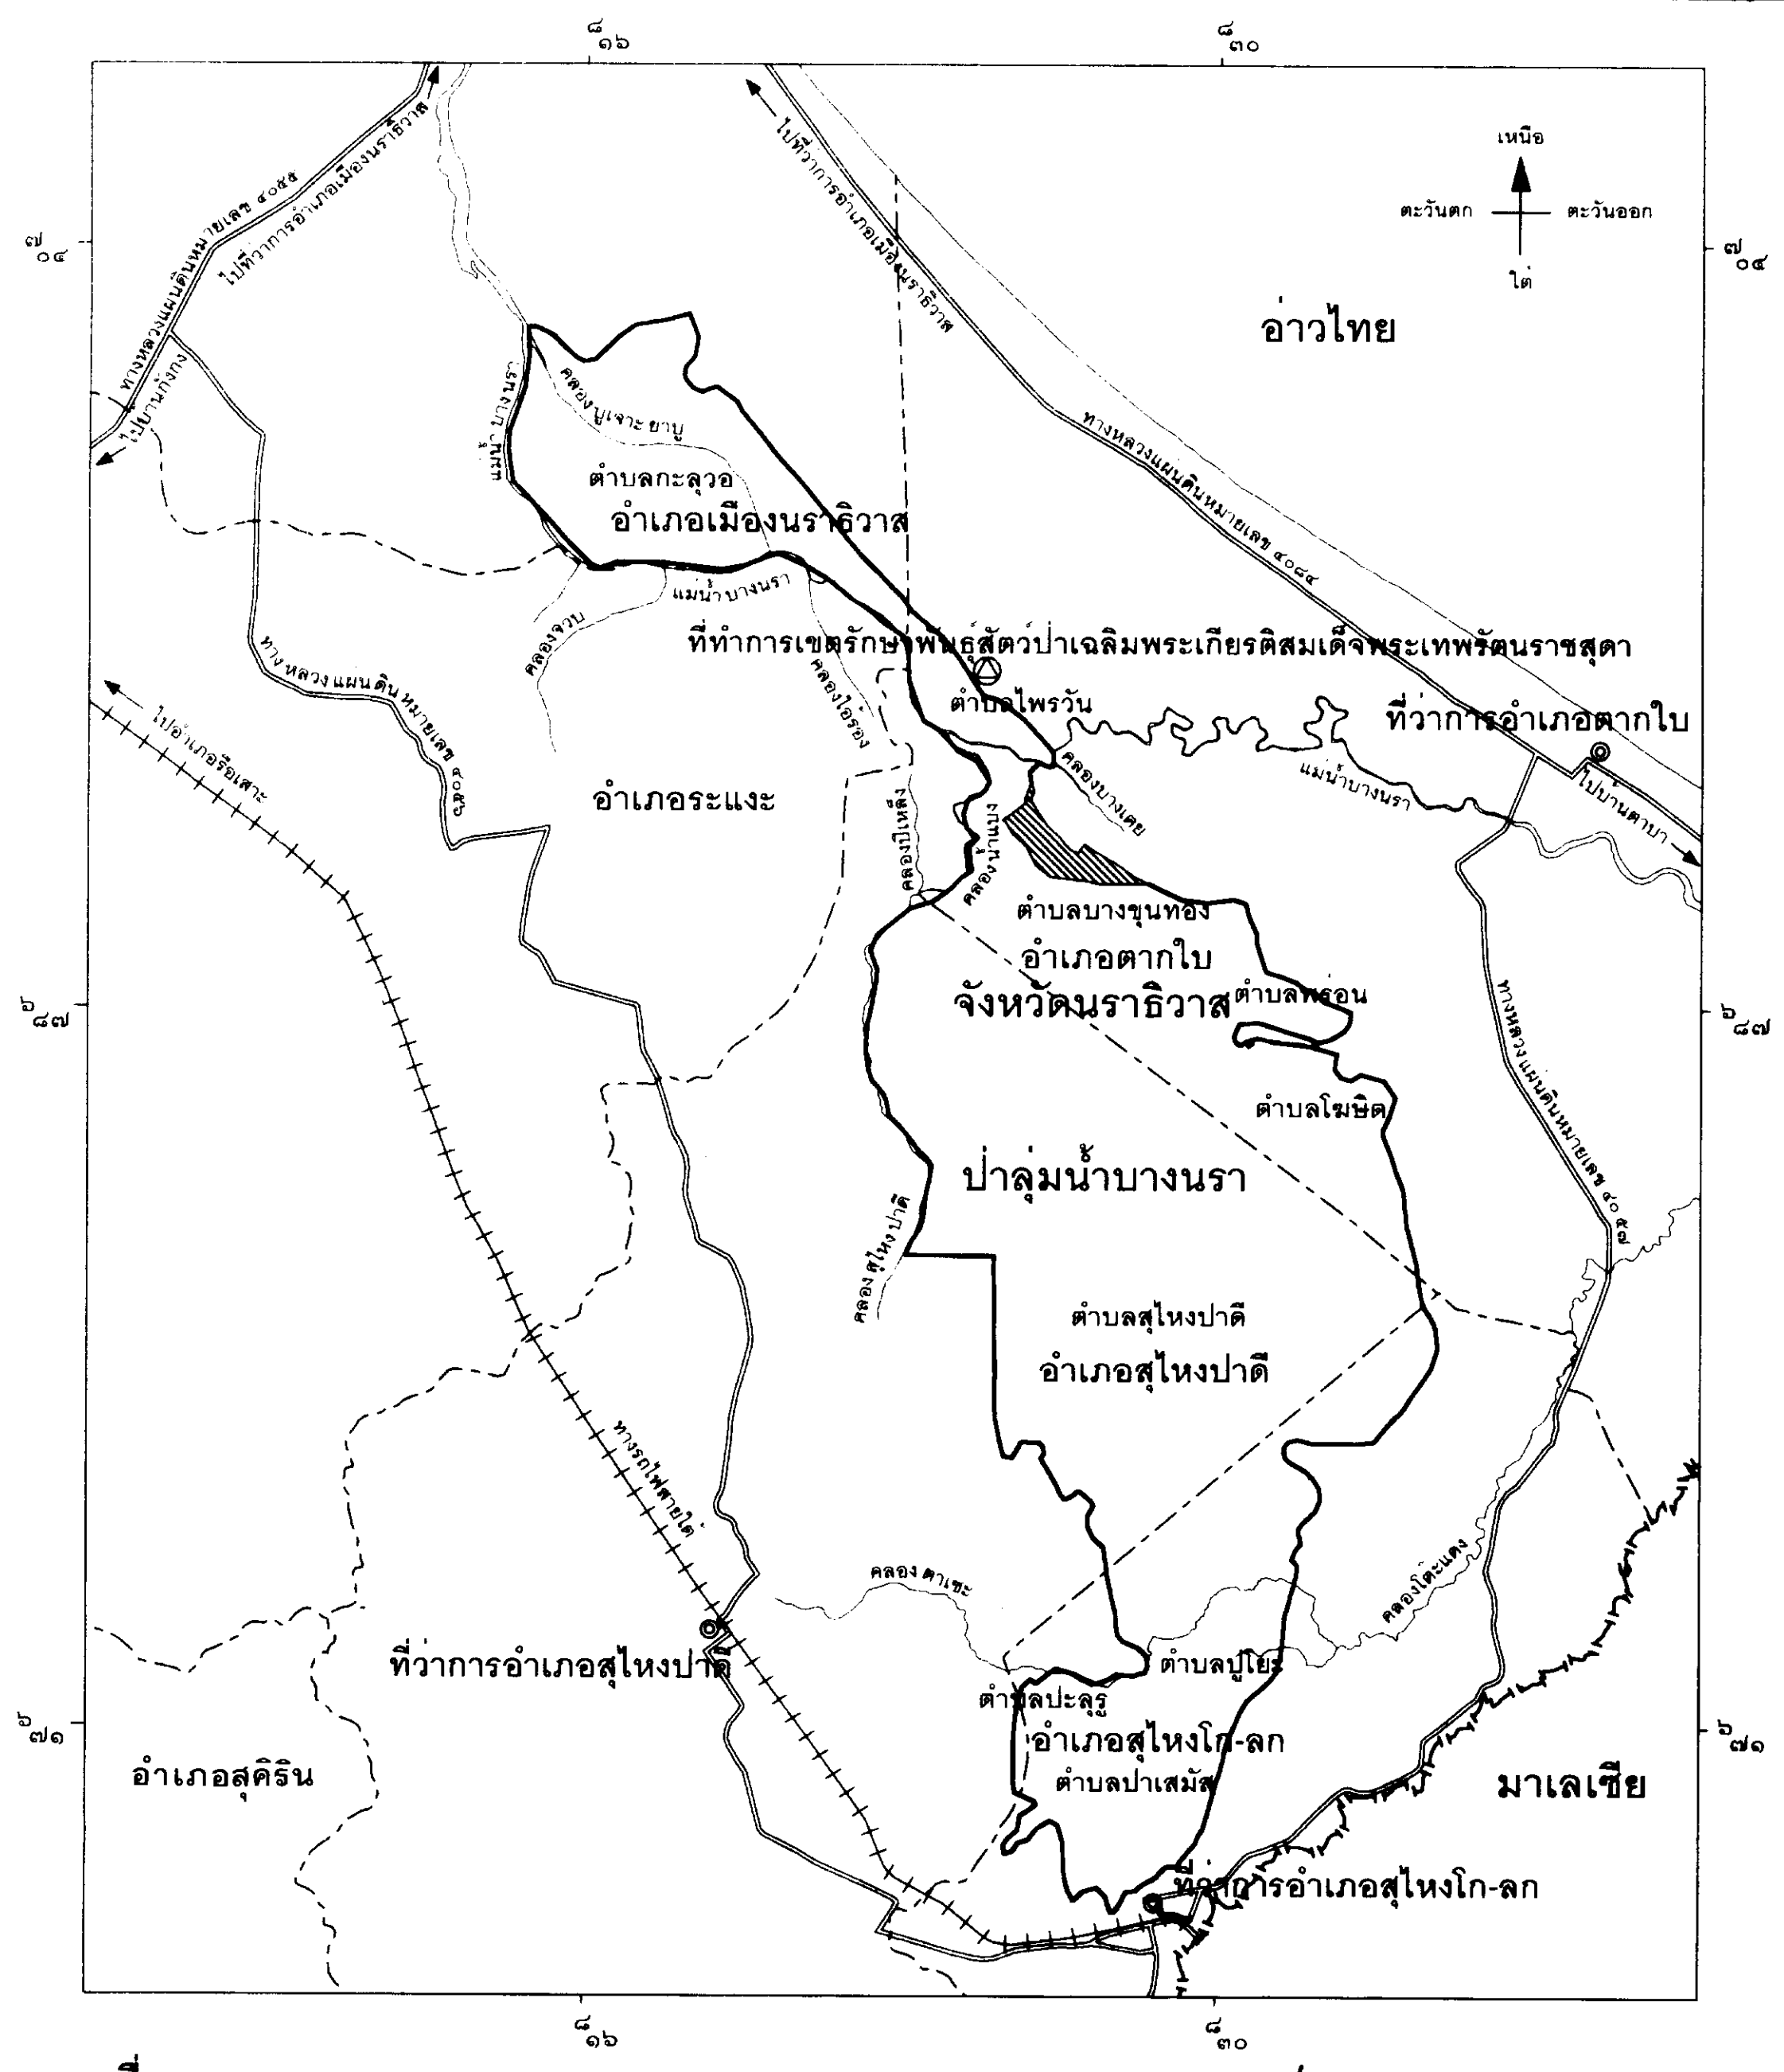 ๘๑๖
๘๓๐
เหนือ
ตะวันตก
ตะวันออก
ใต้
๗๐๔
๗๐๔
ทางหลวงแผ่นดินหมายเลข ๔๐๕๕
ไปที่ว่าการอำเภอเมืองนราธิวาส
ไปที่ว่าการอำเภอเมืองนราธิวาส
อ่าวไทย
แม่น้ำบางนรา
คลองบูเจาะ ยาบู
ทางหลวงแผ่นดินหมายเลข ๔๐๘๔
ตำบลกะลุวอ
อำเภอเมืองนราธิวาส
แม่น้ำบางนรา
คลองจวบ
ที่ทำการเขตรักษาพันธุ์สัตว์ป่าเฉลิมพระเกียรติสมเด็จพระเทพรัตนราชสุดา
ทางหลวงแผ่นดินหมายเลข ๔๐๕๖
คลองไอร้อง
ตำบลไพรวัน
ที่ว่าการอำเภอตากใบ
ไปอำเภอรือเสาะ
แม่น้ำบางนรา
คลองบางเตย
ไปบ้านตาบา
อำเภอระแงะ
คลองปิเหล็ง
คลองน้ำแบง
ตำบลบางขุนทอง
อำเภอตากใบ
จังหวัดนราธิวาส
ตำบลพร่อน
๖๘๗
๖๘๗
ทางหลวงแผ่นดินหมายเลข ๔๐๕๗
ตำบลโฆษิต
ป่าลุ่มน้ำบางนรา
คลองสุไหงปาดี
ตำบลสุไหงปาดี
อำเภอสุไหงปาดี
ทางรถไฟสายใต้
คลองตาเซะ
คลองโต๊ะแดง
ที่ว่าการอำเภอสุไหงปาดี
ตำบลปูโยะ
ตำบลปะลุรู
๖๗๑
๖๗๑
อำเภอสุไหงโก-ลก
อำเภอสุคิริน
ตำบลปาเสมัส
มาเลเซีย
ที่ว่าการอำเภอสุไหงโก-ลก
๘๑๖
๘๓๐